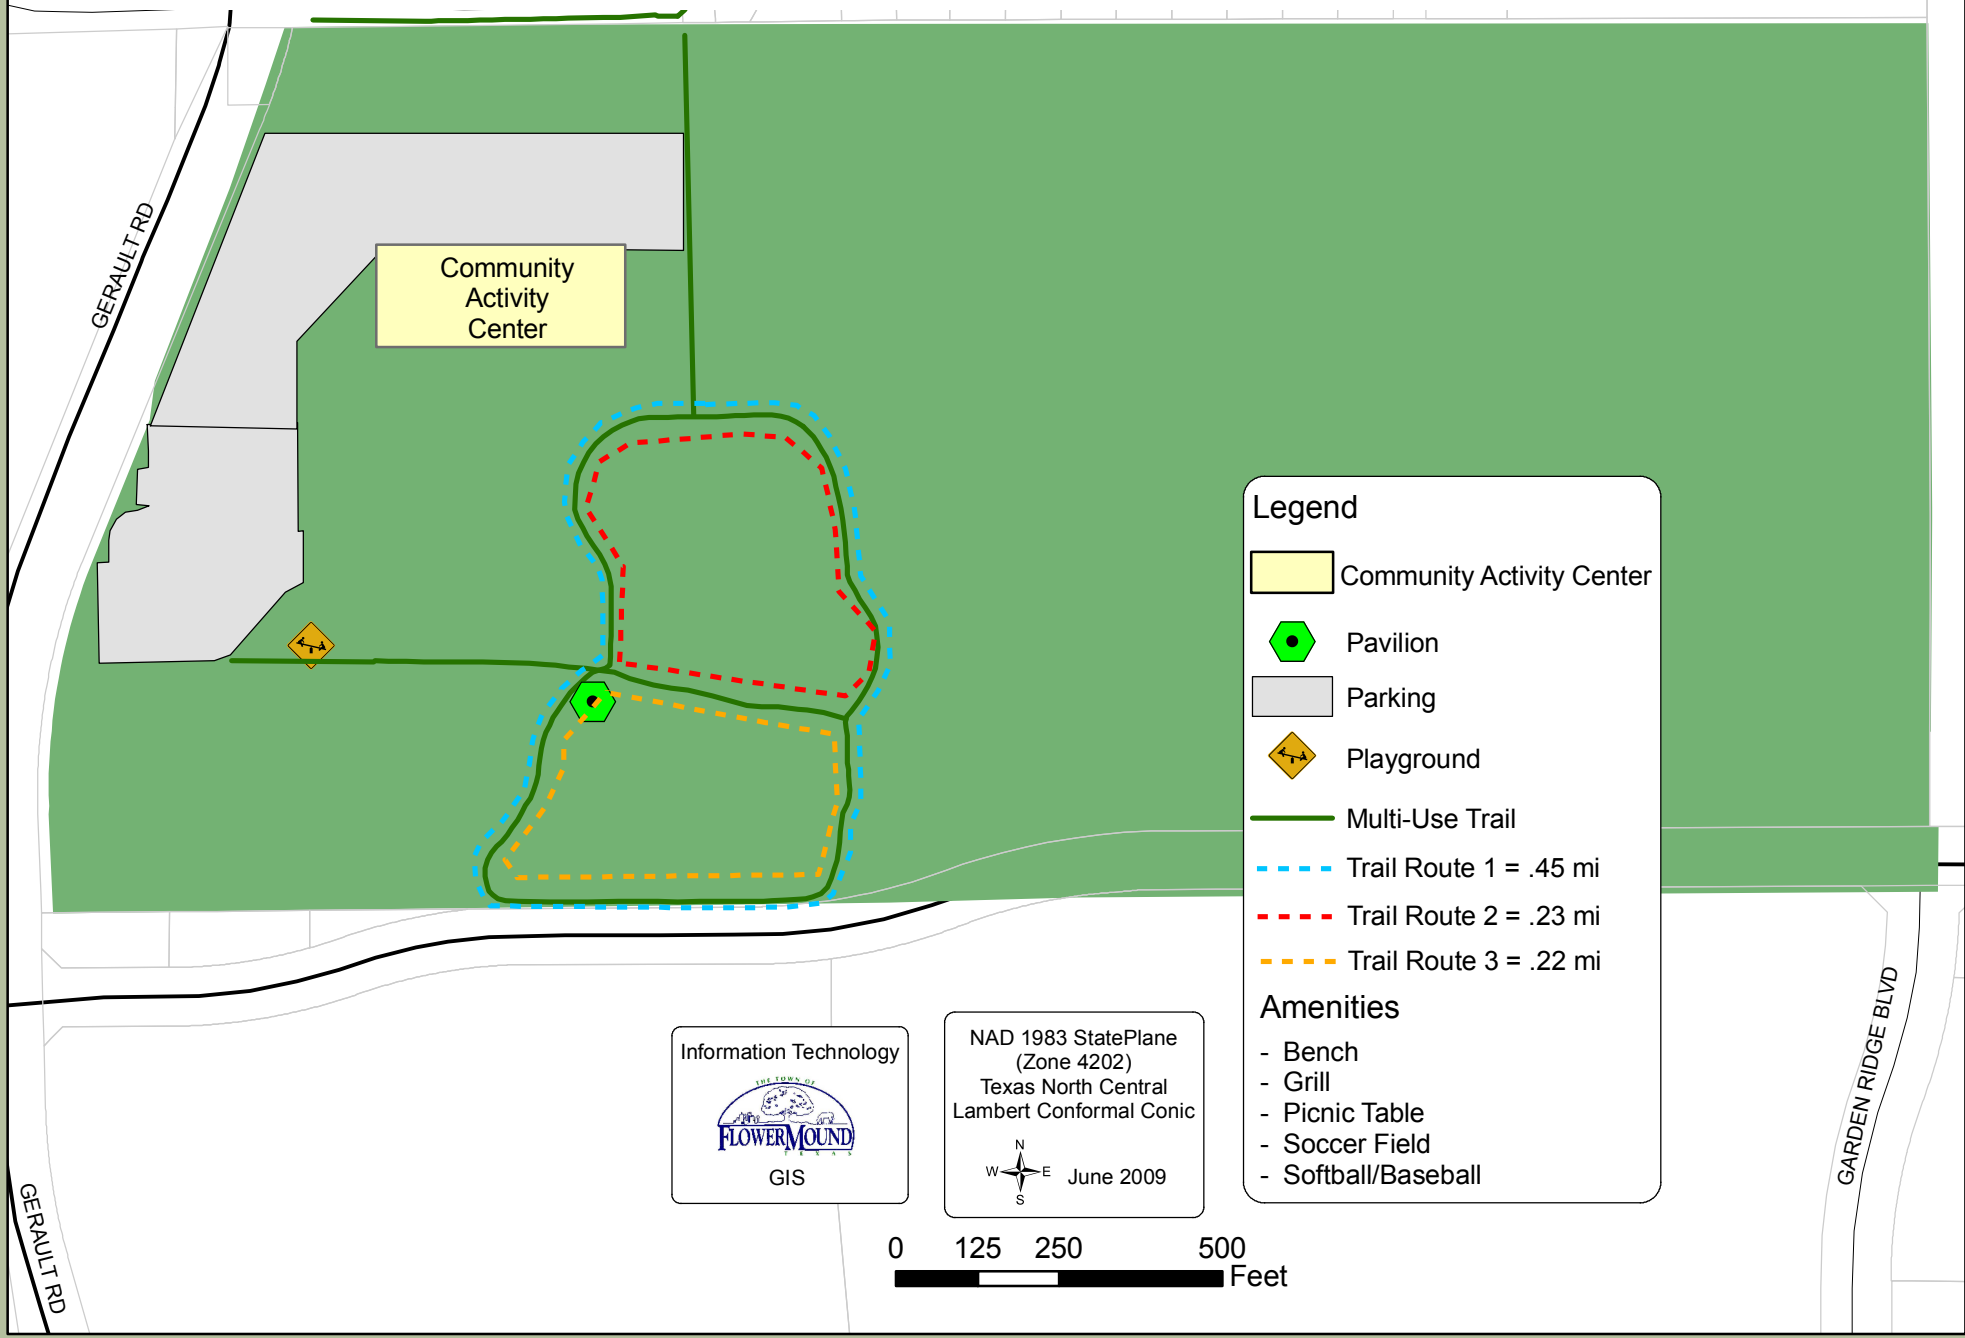 GERAULT RD
Community
Activity
Center
Legend
Community Activity Center
Pavilion
Parking
Playground
Multi-Use Trail
Trail Route 1 = .45 mi
Trail Route 2 = .23 mi
Trail Route 3 = .22 mi
Amenities
- Bench
- Grill
- Picnic Table
- Soccer Field
- Softball/Baseball
Information Technology
THE TOWN OF
FLOWER MOUND
TEXAS
GIS
NAD 1983 StatePlane
(Zone 4202)
Texas North Central
Lambert Conformal Conic
N
W E
S
June 2009
0 125 250 500
Feet
GERAULT RD
GARDEN RIDGE BLVD